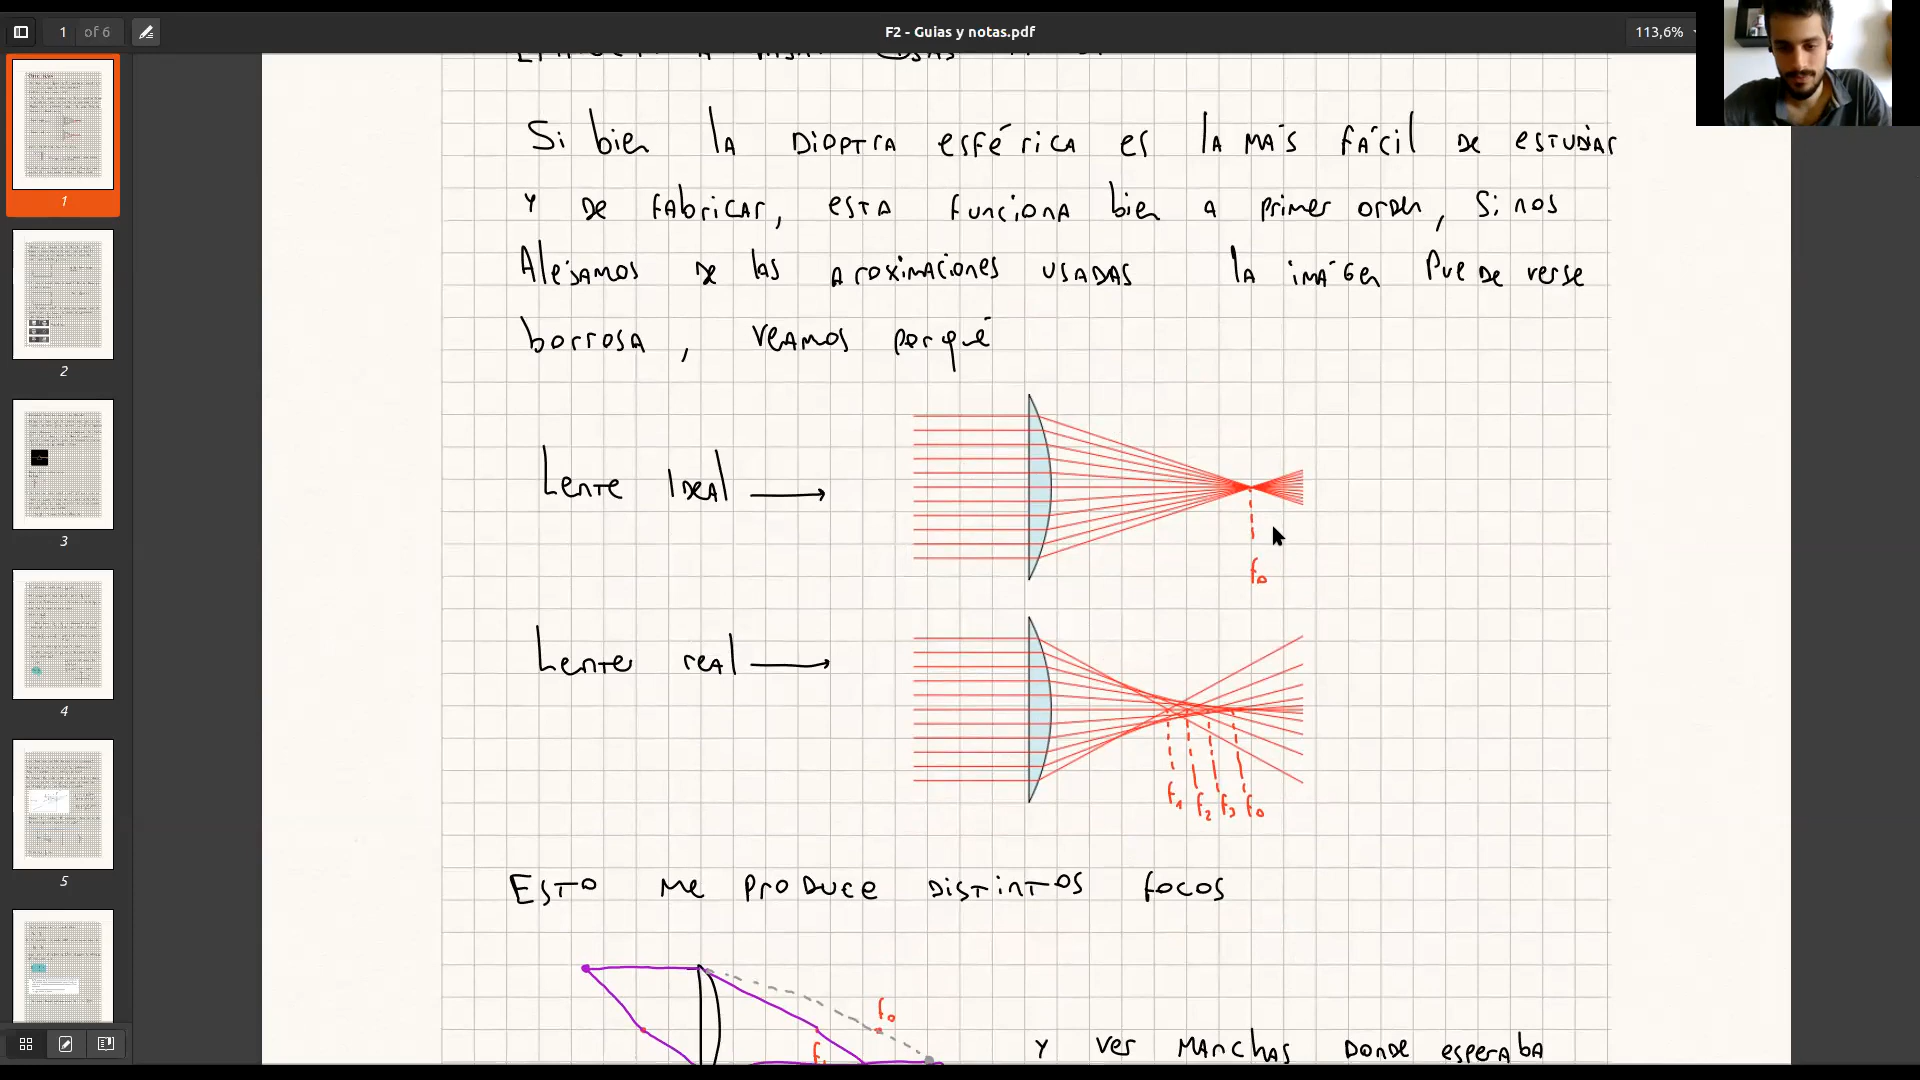 1 of 6
F2 - Guias y notas.pdf
113,6%
Si bien la dioptra esférica es la más fácil de estudiar
y de fabricar, esta funciona bien a primer orden, si nos
Alejamos de las aroximaciones usadas la imágen puede verse
borrosa, veamos porqué
Lente Ideal
f0
Lente real
f1 f2 f3 f0
Esto me produce distintos focos
f0
y ver manchas donde esperaba
1
2
3
4
5